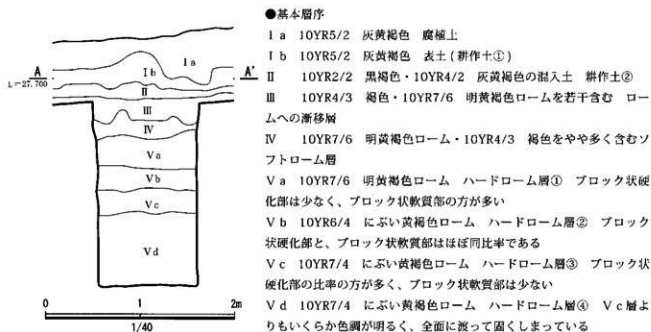 ●基本層序
Ⅰa 10YR5/2 灰黄褐色 腐植土
Ⅰb 10YR5/2 灰黄褐色 表土(耕作土①)
Ⅱ 10YR2/2 黒褐色・10YR4/2 灰黄褐色の混入土 耕作土②
Ⅲ 10YR4/3 褐色・10YR7/6 明黄褐色ロームを若干含む ロー
ムへの漸移層
Ⅳ 10YR7/6 明黄褐色ローム・10YR4/3 褐色をやや多く含むソ
フトローム層
Ⅴa 10YR7/6 明黄褐色ローム ハードローム層① ブロック状硬
化部は少なく、ブロック状軟質部の方が多い
Ⅴb 10YR6/4 にぶい黄褐色ローム ハードローム層② ブロック
状硬化部と、ブロック状軟質部はほぼ同比率である
Ⅴc 10YR7/4 にぶい黄褐色ローム ハードローム層③ ブロック状
硬化部の比率の方が多く、ブロック状軟質部は少ない
Ⅴd 10YR7/4 にぶい黄褐色ローム ハードローム層④ Ⅴc層よ
りもいくらか色調が明るく、全面に渡って固くしまっている
A
L=27.700
A'
Ⅰa
Ⅰb
Ⅱ
Ⅲ
Ⅳ
Ⅴa
Ⅴb
Ⅴc
Ⅴd
0 1 2m
1/40